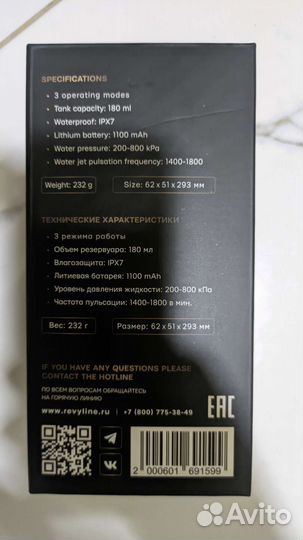 SPECIFICATIONS
• 3 operating modes
• Tank capacity: 180 ml
• Waterproof: IPX7
• Lithium battery: 1100 mAh
• Water pressure: 200-800 kPa
• Water jet pulsation frequency: 1400-1800
Weight: 232 g
Size: 62 x 51 x 293 мм
ТЕХНИЧЕСКИЕ ХАРАКТЕРИСТИКИ
• 3 режима работы
• Объем резервуара: 180 мл
• Влагозащита: IPX7
• Литиевая батарея: 1100 mAh
• Уровень давления жидкости: 200-800 кПа
• Частота пульсации: 1400-1800 в мин.
Вес: 232 г
Размер: 62 x 51 x 293 мм
IF YOU HAVE ANY QUESTIONS PLEASE
CONTACT THE HOTLINE
ПО ВСЕМ ВОПРОСАМ ОБРАЩАЙТЕСЬ
НА ГОРЯЧУЮ ЛИНИЮ
www.revyline.ru | +7 (800) 775-38-49
EAC
2 000601 691599
Avito